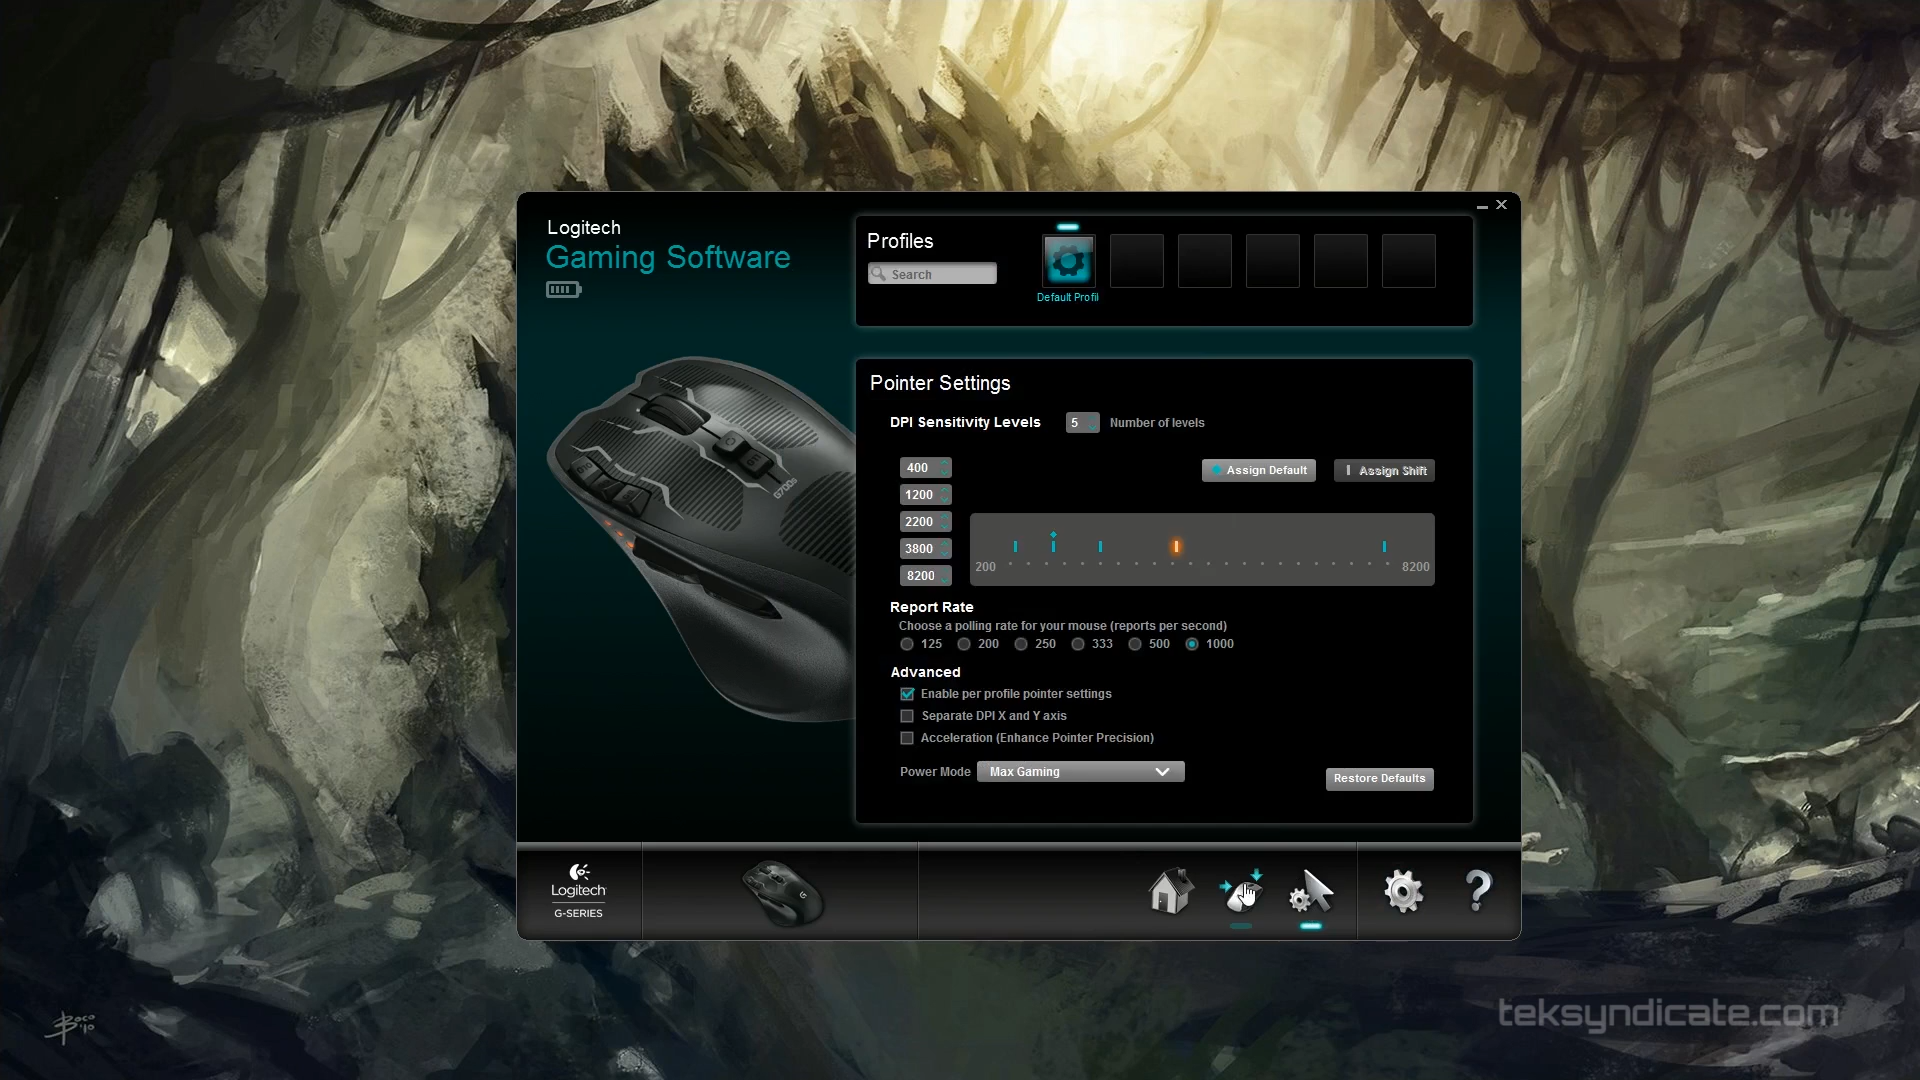 Logitech
Gaming Software
Profiles
Search
Default Profil
Pointer Settings
DPI Sensitivity Levels
5
Number of levels
400
1200
2200
3800
8200
Assign Default
Assign Shift
200
8200
Report Rate
Choose a polling rate for your mouse (reports per second)
125
200
250
333
500
1000
Advanced
Enable per profile pointer settings
Separate DPI X and Y axis
Acceleration (Enhance Pointer Precision)
Power Mode
Max Gaming
Restore Defaults
G700s
Logitech
G-SERIES
?
teksyndicate.com
Boco
'10